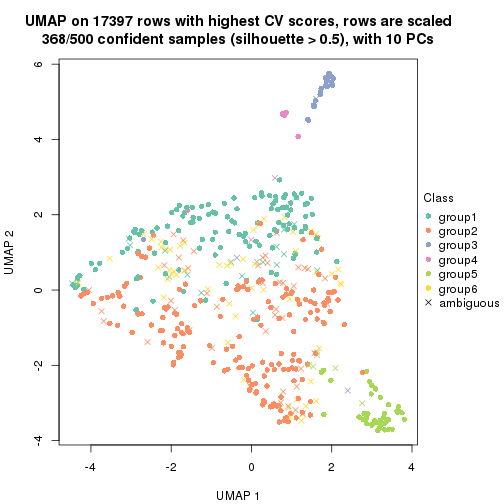 UMAP on 17397 rows with highest CV scores, rows are scaled
368/500 confident samples (silhouette > 0.5), with 10 PCs
6
4
2
0
-2
-4
UMAP 2
-4
-2
0
2
4
UMAP 1
Class
group1
group2
group3
group4
group5
group6
ambiguous